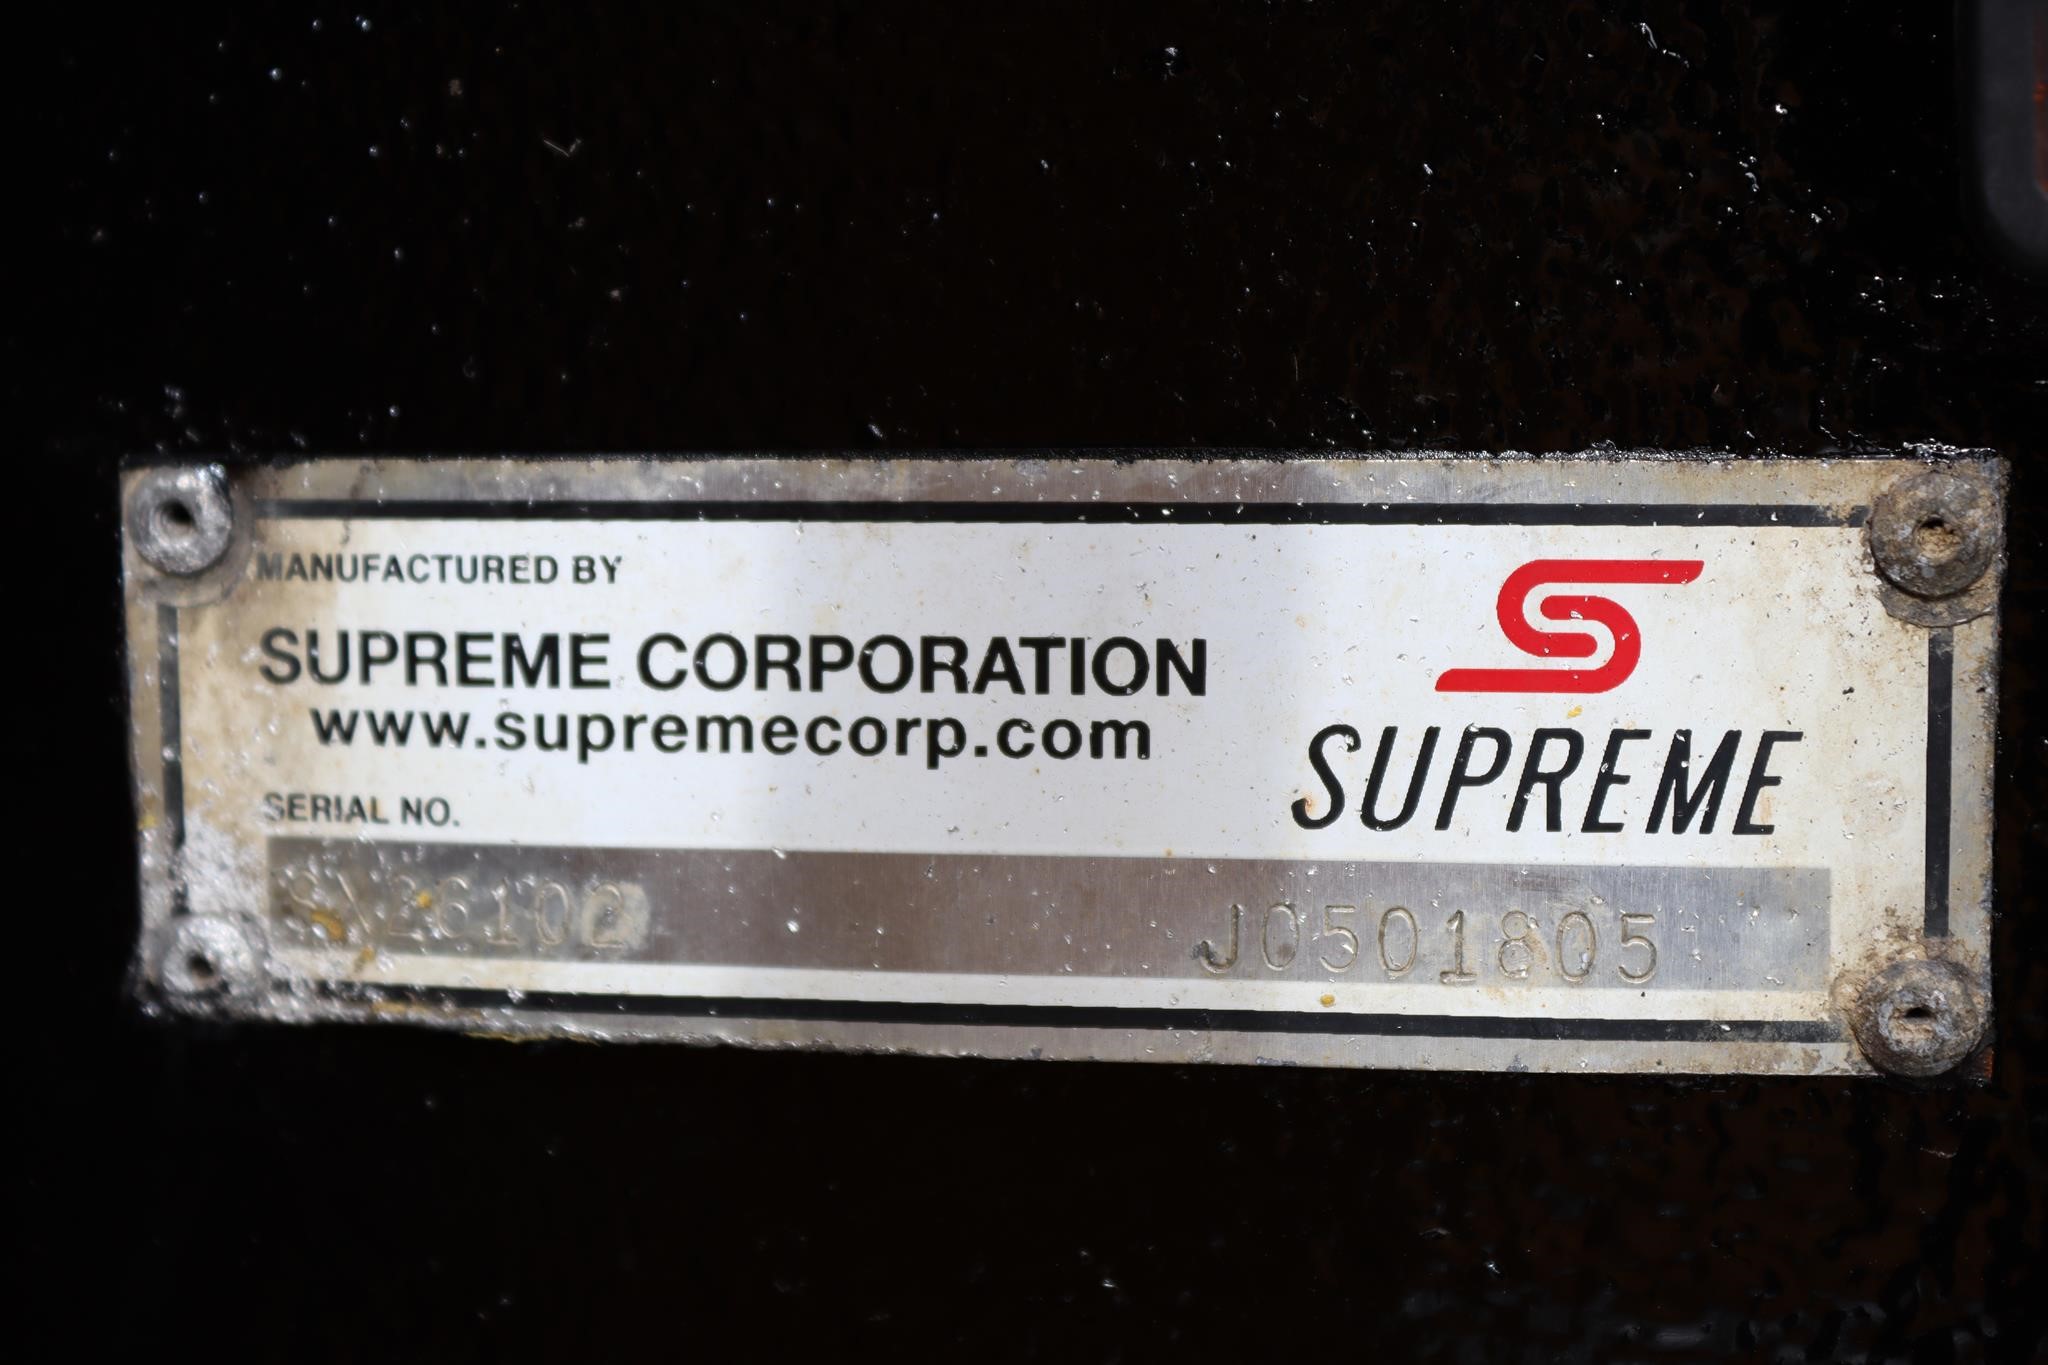 MANUFACTURED BY
SUPREME CORPORATION
www.supremecorp.com
SUPREME
SERIAL NO.
J0501805